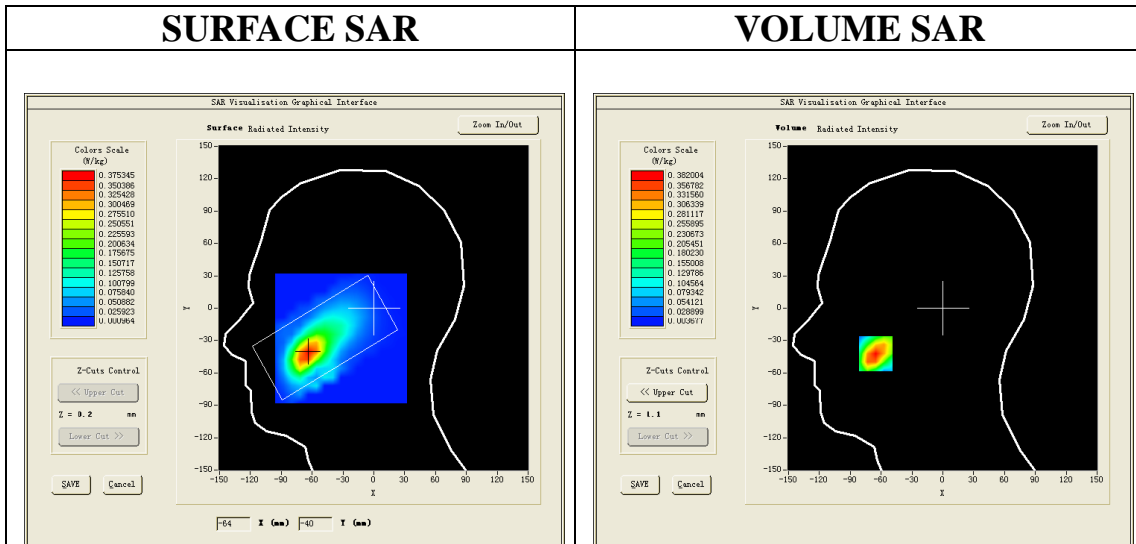 SURFACE SAR
VOLUME SAR
SAR Visualisation Graphical Interface
Surface Radiated Intensity
Zoom In/Out
Colors Scale
(W/kg)
0.375345
0.350386
0.325428
0.300469
0.275510
0.250551
0.225593
0.200634
0.175675
0.150717
0.125758
0.100799
0.075840
0.050882
0.025923
0.000964
150
120
90
60
30
0
-30
-60
-90
-120
-150
Y
-150 -120 -90 -60 -30 0 30 60 90 120 150
X
Z-Cuts Control
<< Upper Cut
Z = 0.2 mm
Lower Cut >>
SAVE Cancel
-64 X (mm) -40 Y (mm)
SAR Visualisation Graphical Interface
Volume Radiated Intensity
Zoom In/Out
Colors Scale
(W/kg)
0.382004
0.356782
0.331560
0.306339
0.281117
0.255895
0.230673
0.205451
0.180230
0.155008
0.129786
0.104564
0.079342
0.054121
0.028899
0.003677
150
120
90
60
30
0
-30
-60
-90
-120
-150
Y
-150 -120 -90 -60 -30 0 30 60 90 120 150
X
Z-Cuts Control
<< Upper Cut
Z = 1.1 mm
Lower Cut >>
SAVE Cancel